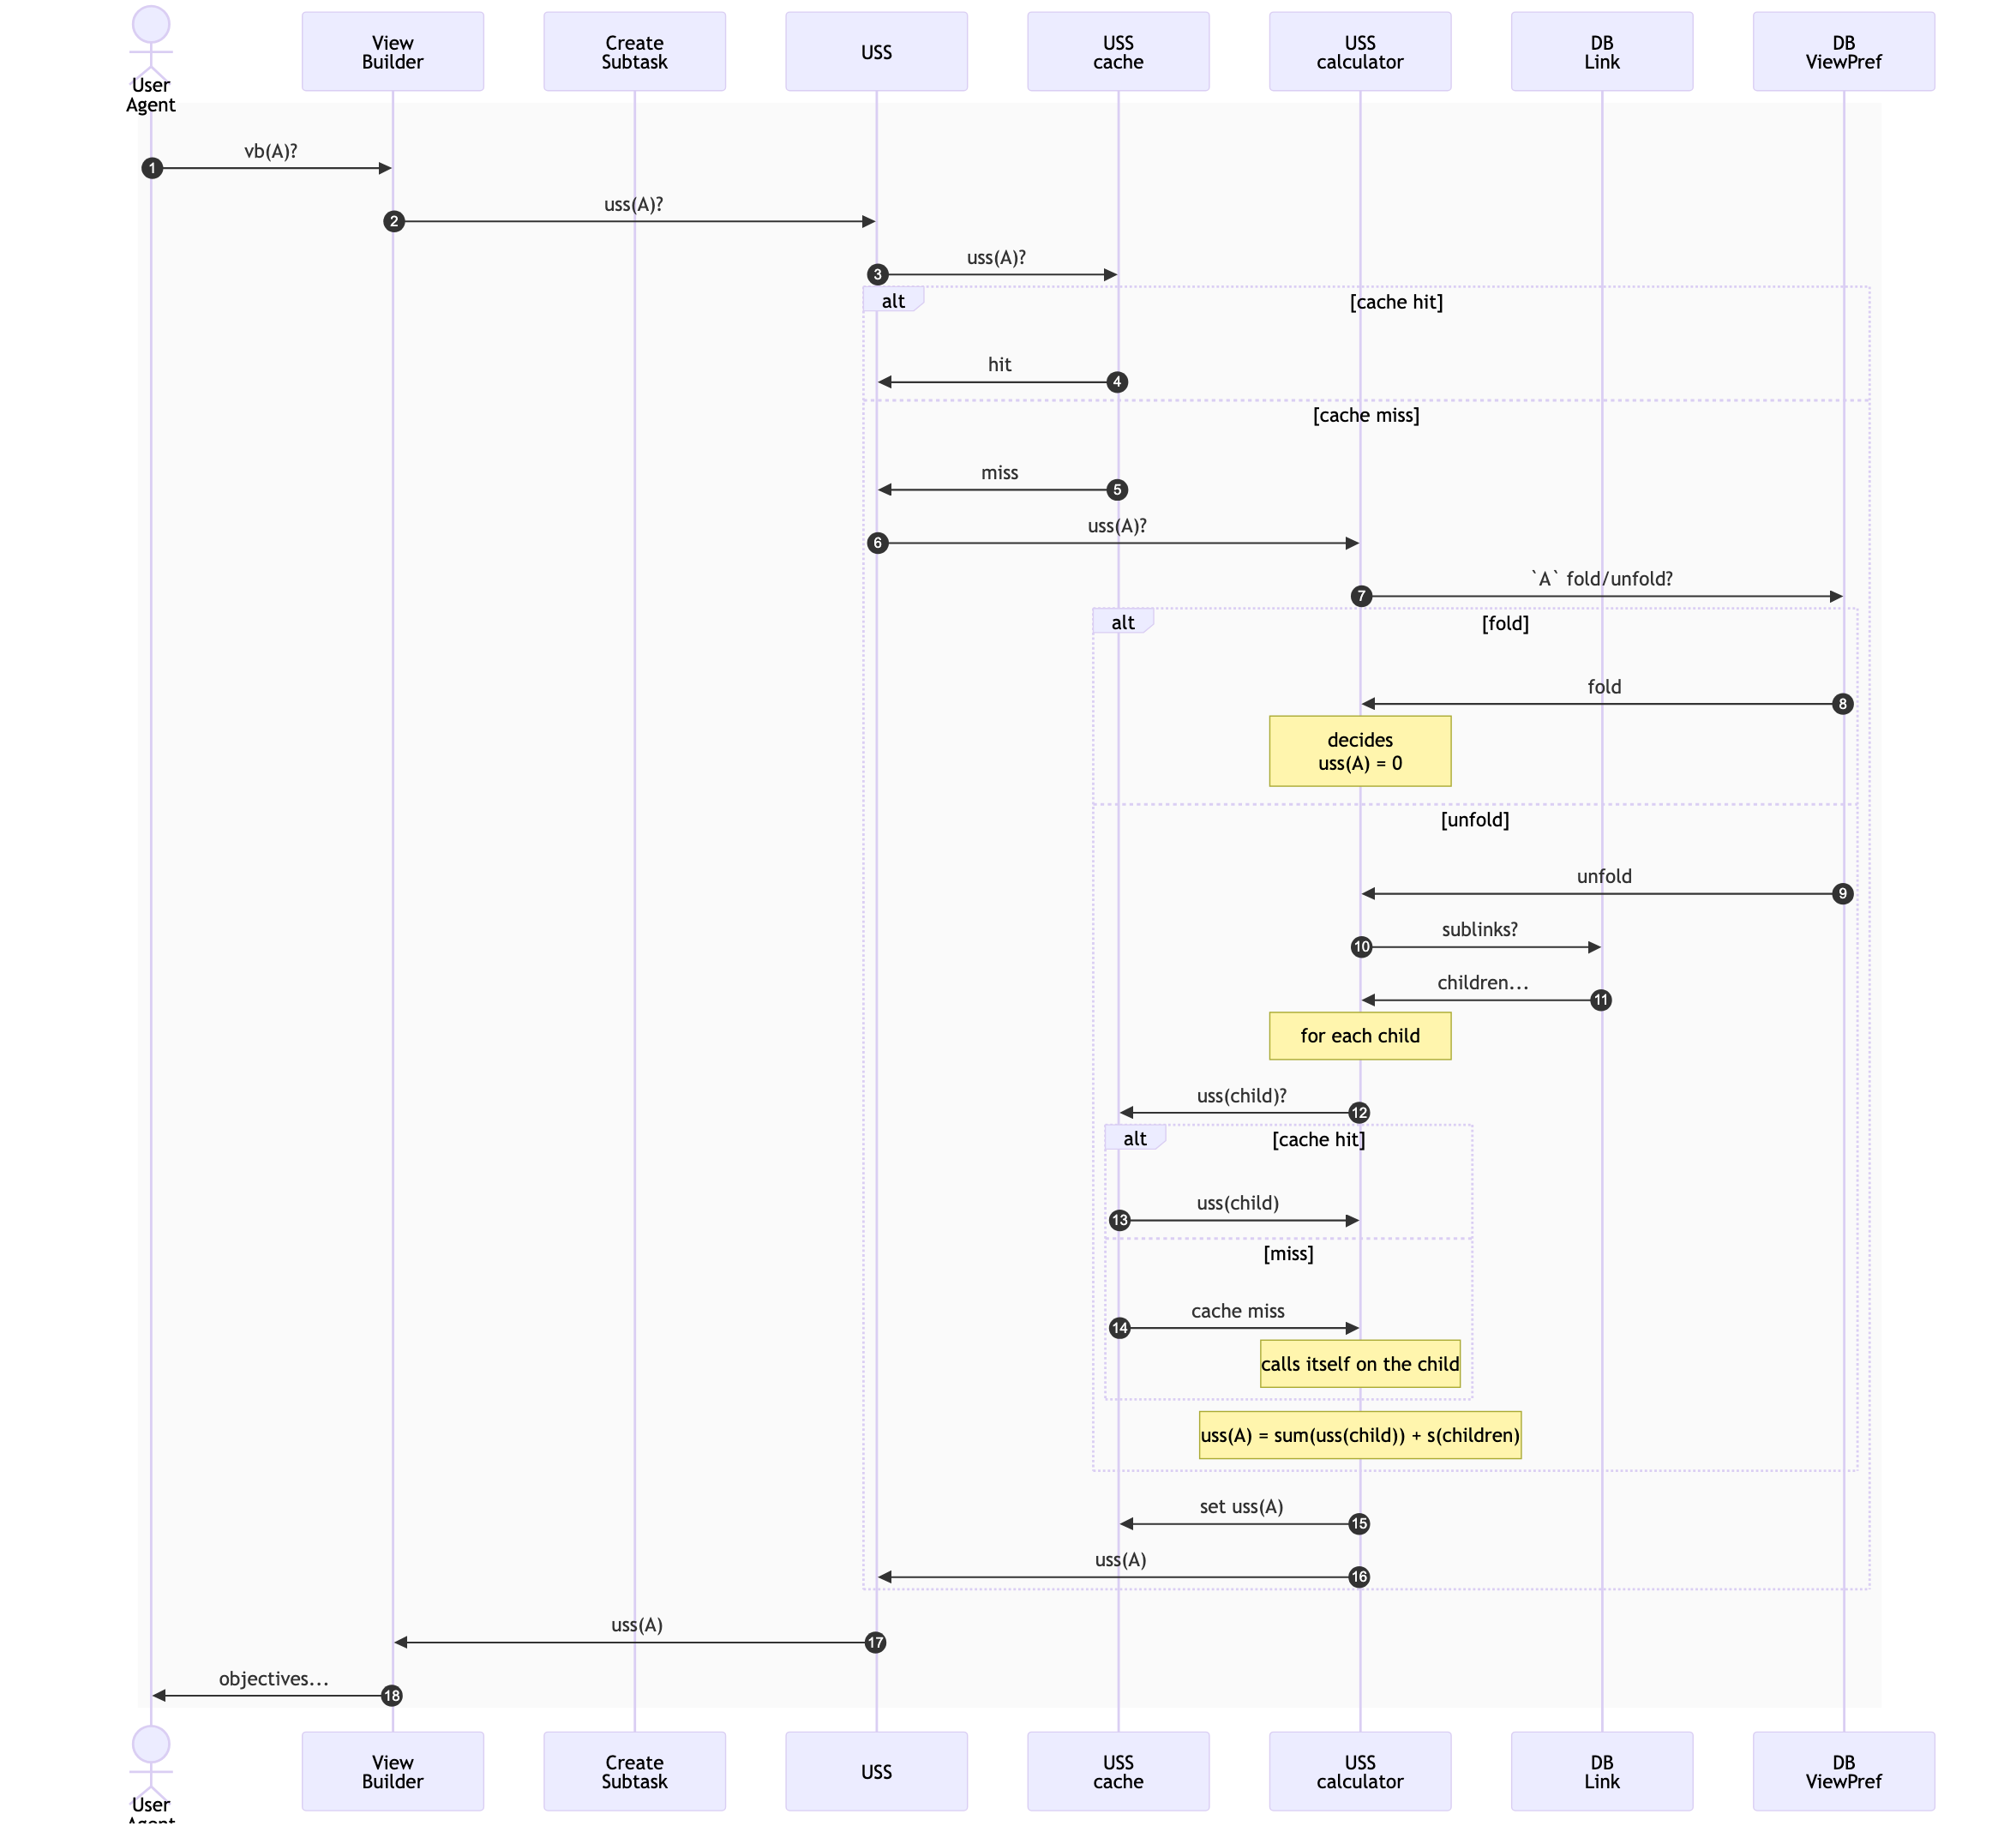 User
Agent
View
Builder
Create
Subtask
USS
USS
cache
USS
calculator
DB
Link
DB
ViewPref
vb(A)?
1
uss(A)?
2
uss(A)?
3
alt
[cache hit]
hit
4
[cache miss]
miss
5
uss(A)?
6
`A` fold/unfold?
7
alt
[fold]
fold
8
decides
uss(A) = 0
[unfold]
unfold
9
sublinks?
10
children...
11
for each child
uss(child)?
12
alt
[cache hit]
uss(child)
13
[miss]
cache miss
14
calls itself on the child
uss(A) = sum(uss(child)) + s(children)
set uss(A)
15
uss(A)
16
uss(A)
17
objectives...
18
User
Agent
View
Builder
Create
Subtask
USS
USS
cache
USS
calculator
DB
Link
DB
ViewPref